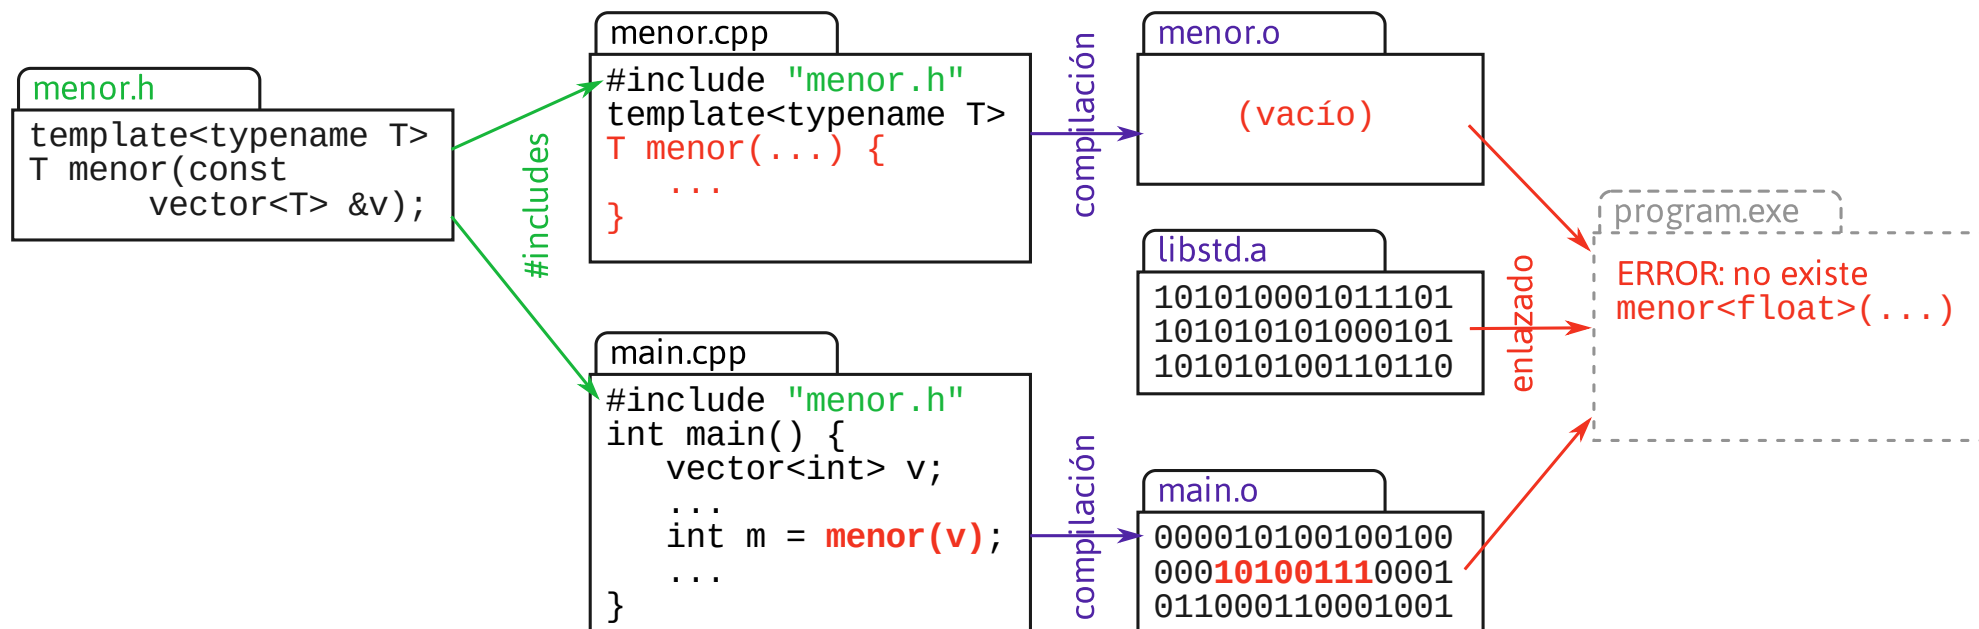 menor.h
template<typename T>
T menor(const
vector<T> &v);
#includes
menor.cpp
#include "menor.h"
template<typename T>
T menor(...) {
...
}
main.cpp
#include "menor.h"
int main() {
vector<int> v;
...
int m = menor(v);
...
}
compilación
compilación
menor.o
(vacío)
libstd.a
101010001011101
101010101000101
101010100110110
main.o
000010100100100
000101001110001
011000110001001
enlazado
program.exe
ERROR: no existe
menor<float>(...)